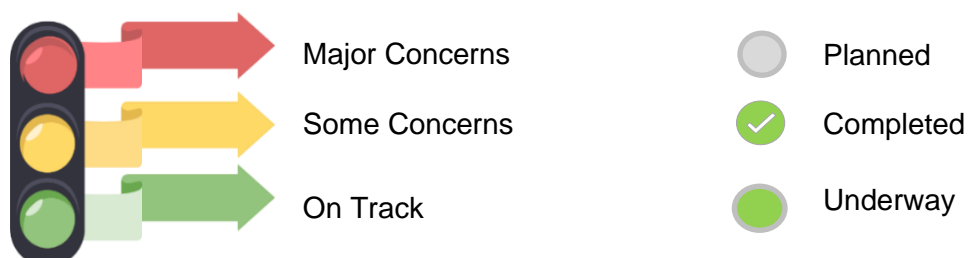 Major Concerns
Some Concerns
On Track
Planned
Completed
Underway